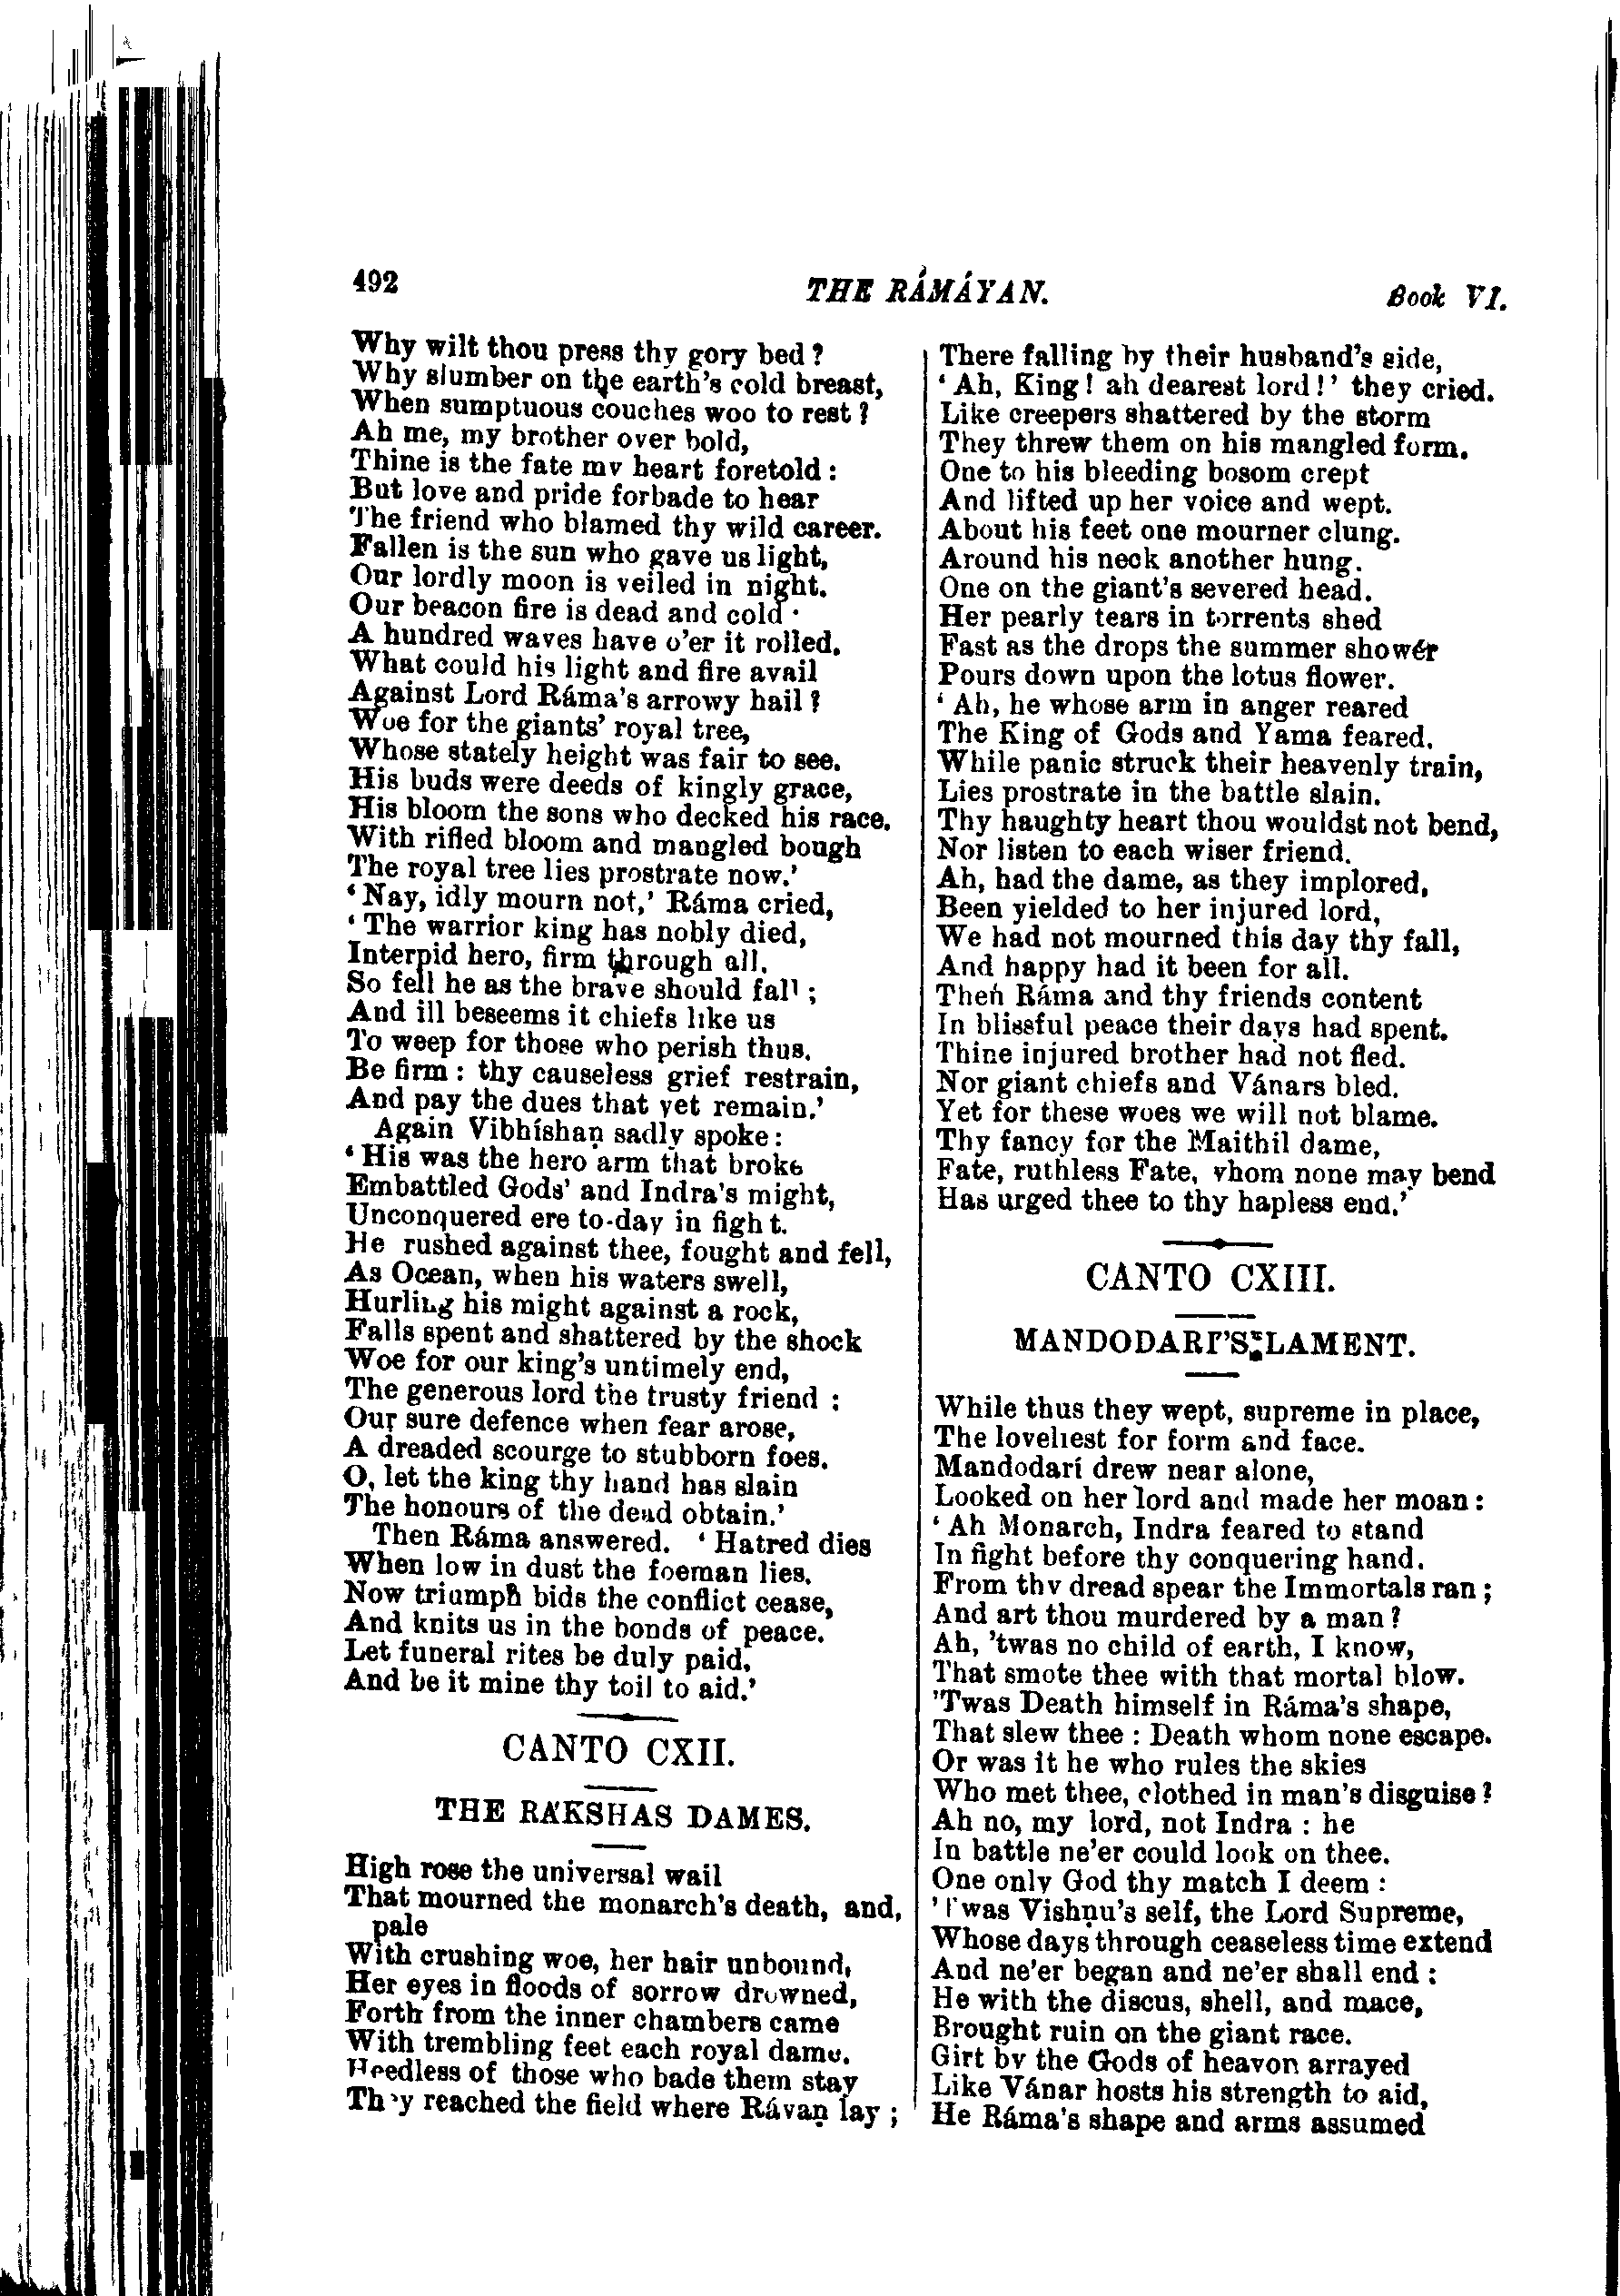 492
THE RÁMÁYAN.
Book VI.
Why wilt thou press thy gory bed?
Why slumber on the earth's cold breast,
When sumptuous couches woo to rest?
Ah me, my brother over bold,
Thine is the fate my heart foretold:
But love and pride forbade to hear
The friend who blamed thy wild career.
Fallen is the sun who gave us light,
Our lordly moon is veiled in night.
Our beacon fire is dead and cold·
A hundred waves have o'er it rolled.
What could his light and fire avail
Against Lord Ráma's arrowy hail?
Woe for the giants' royal tree,
Whose stately height was fair to see.
His buds were deeds of kingly grace,
His bloom the sons who decked his race.
With rifled bloom and mangled bough
The royal tree lies prostrate now.'
'Nay, idly mourn not,' Ráma cried,
'The warrior king has nobly died,
Interpid hero, firm through all.
So fell he as the brave should fall;
And ill beseems it chiefs like us
To weep for those who perish thus.
Be firm: thy causeless grief restrain,
And pay the dues that yet remain.'
Again Vibhíshaṇ sadly spoke:
'His was the hero arm that broke
Embattled Gods' and Indra's might,
Unconquered ere to-day in fight.
He rushed against thee, fought and fell,
As Ocean, when his waters swell,
Hurling his might against a rock,
Falls spent and shattered by the shock
Woe for our king's untimely end,
The generous lord the trusty friend:
Our sure defence when fear arose,
A dreaded scourge to stubborn foes.
O, let the king thy hand has slain
The honours of the dead obtain.'
Then Ráma answered. 'Hatred dies
When low in dust the foeman lies.
Now triumph bids the conflict cease,
And knits us in the bonds of peace.
Let funeral rites be duly paid.
And be it mine thy toil to aid.'
CANTO CXII.
THE RÁKSHAS DAMES.
High rose the universal wail
That mourned the monarch's death, and,
pale
With crushing woe, her hair unbound,
Her eyes in floods of sorrow drowned,
Forth from the inner chambers came
With trembling feet each royal dame.
Heedless of those who bade them stay
They reached the field where Rávaṇ lay;
There falling by their husband's side,
'Ah, King! ah dearest lord!' they cried.
Like creepers shattered by the storm
They threw them on his mangled form.
One to his bleeding bosom crept
And lifted up her voice and wept.
About his feet one mourner clung.
Around his neck another hung.
One on the giant's severed head.
Her pearly tears in torrents shed
Fast as the drops the summer shower
Pours down upon the lotus flower.
'Ah, he whose arm in anger reared
The King of Gods and Yama feared.
While panic struck their heavenly train,
Lies prostrate in the battle slain.
Thy haughty heart thou wouldst not bend,
Nor listen to each wiser friend.
Ah, had the dame, as they implored,
Been yielded to her injured lord,
We had not mourned this day thy fall,
And happy had it been for all.
Then Ráma and thy friends content
In blissful peace their days had spent.
Thine injured brother had not fled.
Nor giant chiefs and Vánars bled.
Yet for these woes we will not blame.
Thy fancy for the Maithil dame,
Fate, ruthless Fate, whom none may bend
Has urged thee to thy hapless end.'
CANTO CXIII.
MANDODARÍ'S LAMENT.
While thus they wept, supreme in place,
The loveliest for form and face.
Mandodarí drew near alone,
Looked on her lord and made her moan:
'Ah Monarch, Indra feared to stand
In fight before thy conquering hand.
From thy dread spear the Immortals ran;
And art thou murdered by a man?
Ah, 'twas no child of earth, I know,
That smote thee with that mortal blow.
'Twas Death himself in Ráma's shape,
That slew thee: Death whom none escape.
Or was it he who rules the skies
Who met thee, clothed in man's disguise?
Ah no, my lord, not Indra: he
In battle ne'er could look on thee.
One only God thy match I deem:
'Twas Vishṇu's self, the Lord Supreme,
Whose days through ceaseless time extend
And ne'er began and ne'er shall end:
He with the discus, shell, and mace,
Brought ruin on the giant race.
Girt by the Gods of heaven arrayed
Like Vánar hosts his strength to aid,
He Ráma's shape and arms assumed